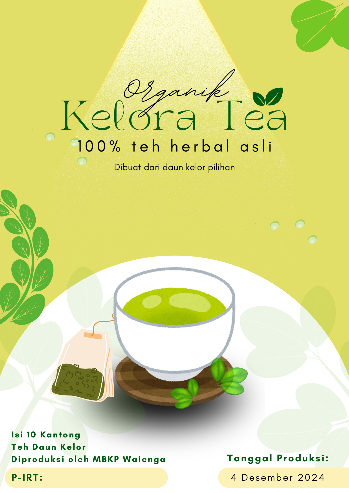 Organik
Kelora Tea
100% teh herbal asli
Dibuat dari daun kelor pilihan
Isi 10 Kantong
Teh Daun Kelor
Diproduksi oleh MBKP Walenga
P-IRT:
Tanggal Produksi:
4 Desember 2024